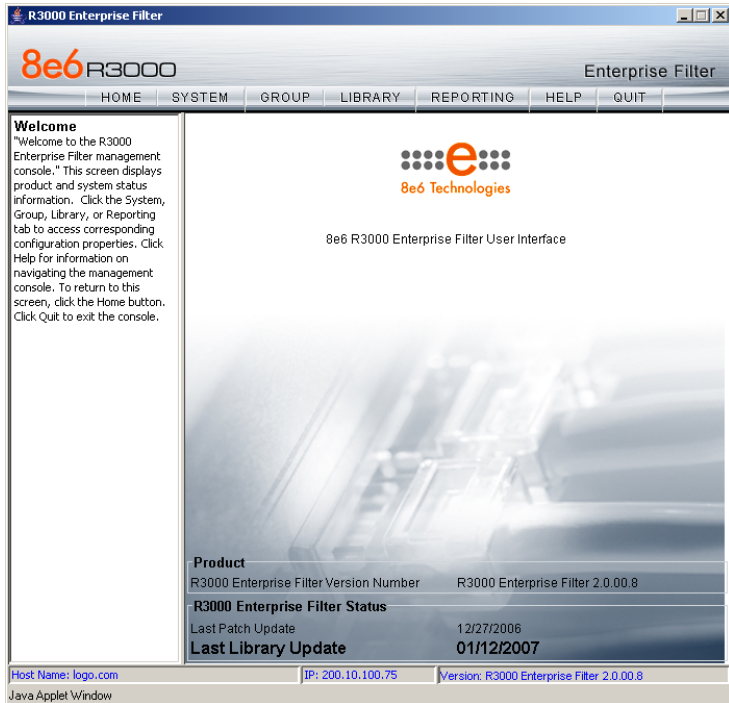 R3000 Enterprise Filter
8e6 R3000
Enterprise Filter
HOME SYSTEM GROUP LIBRARY REPORTING HELP QUIT
Welcome
"Welcome to the R3000
Enterprise Filter management
console." This screen displays
product and system status
information. Click the System,
Group, Library, or Reporting
tab to access corresponding
configuration properties. Click
Help for information on
navigating the management
console. To return to this
screen, click the Home button.
Click Quit to exit the console.
e
8e6 Technologies
8e6 R3000 Enterprise Filter User Interface
Product
R3000 Enterprise Filter Version Number R3000 Enterprise Filter 2.0.00.8
R3000 Enterprise Filter Status
Last Patch Update 12/27/2006
Last Library Update 01/12/2007
Host Name: logo.com IP: 200.10.100.75 Version: R3000 Enterprise Filter 2.0.00.8
Java Applet Window